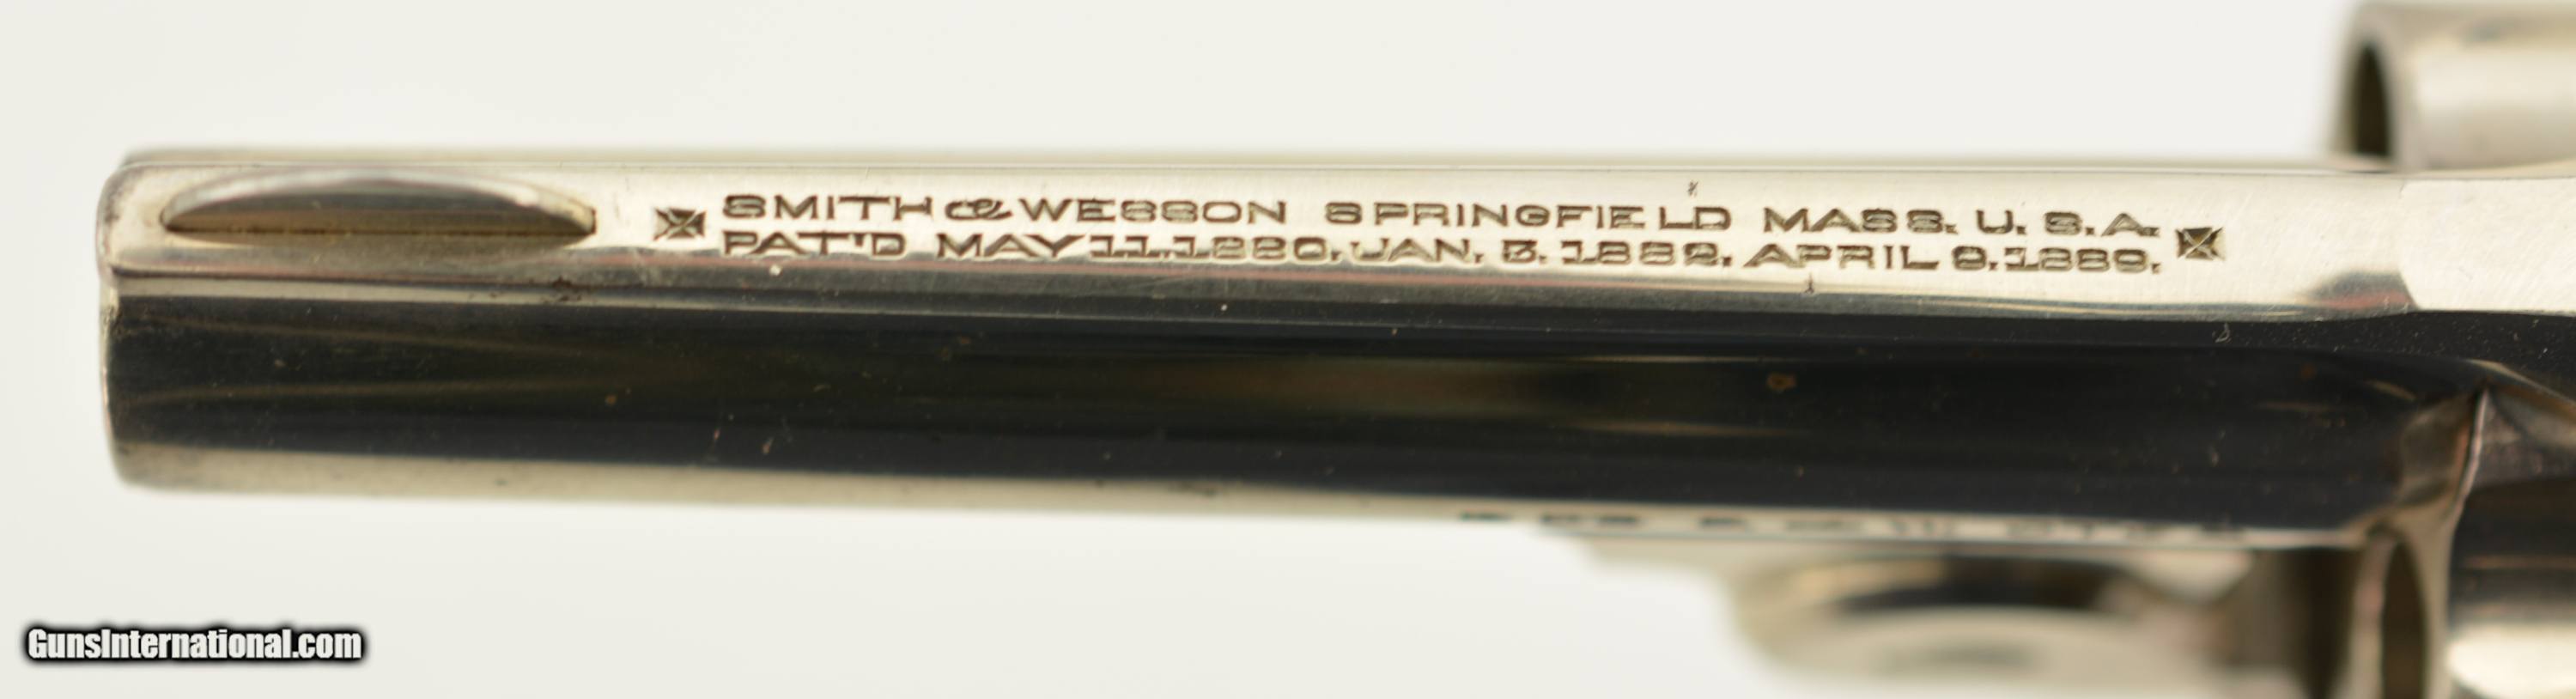 SMITH & WESSON SPRINGFIELD MASS. U.S.A.
PAT'D MAY 11.1880. JAN. 3. 1882. APRIL 9.1889.
GunsInternational.com